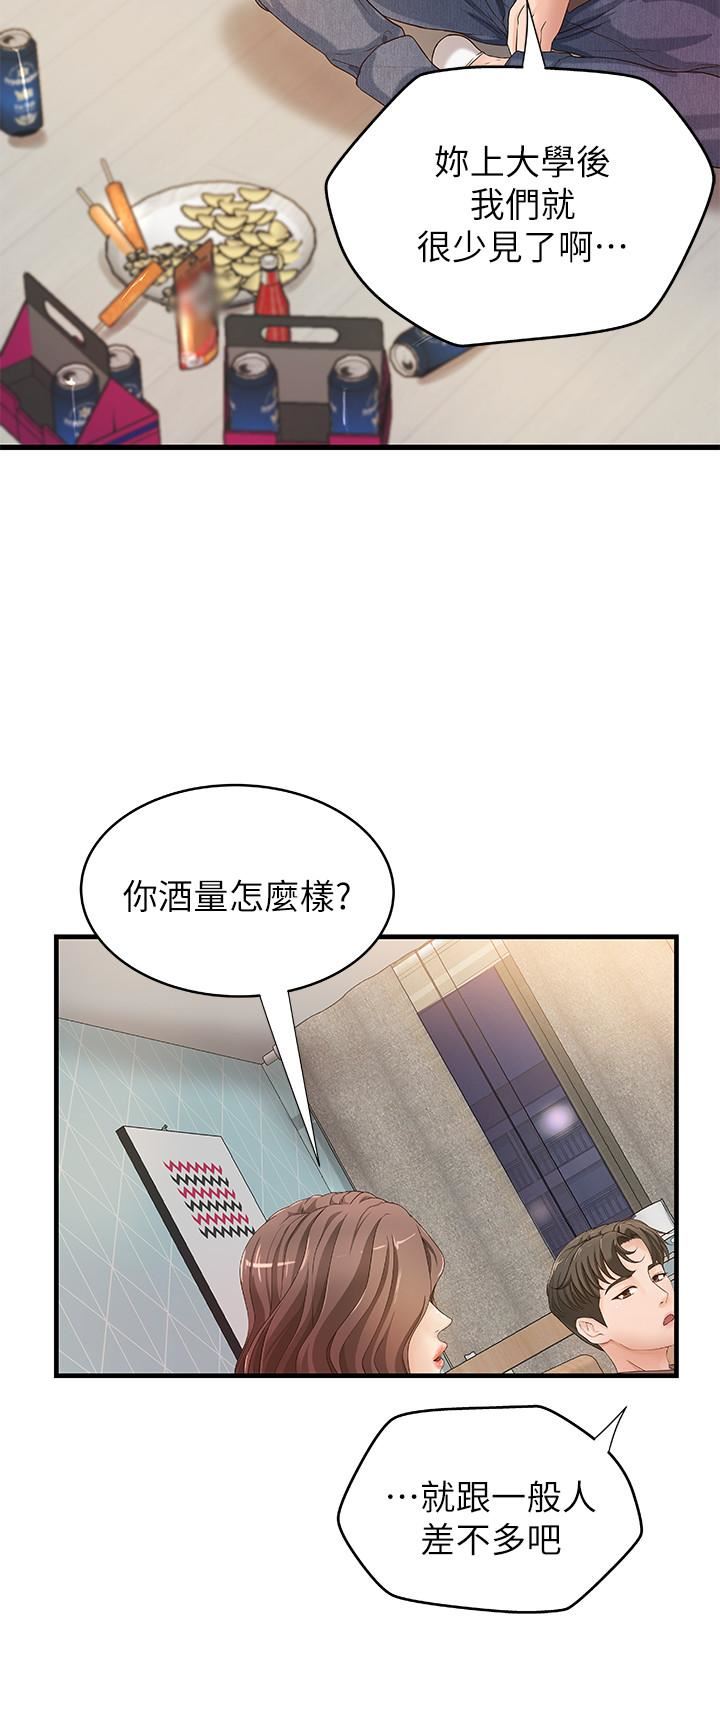 妳上大學後
我們就
很少見了啊…
你酒量怎麼樣?
…就跟一般人
差不多吧